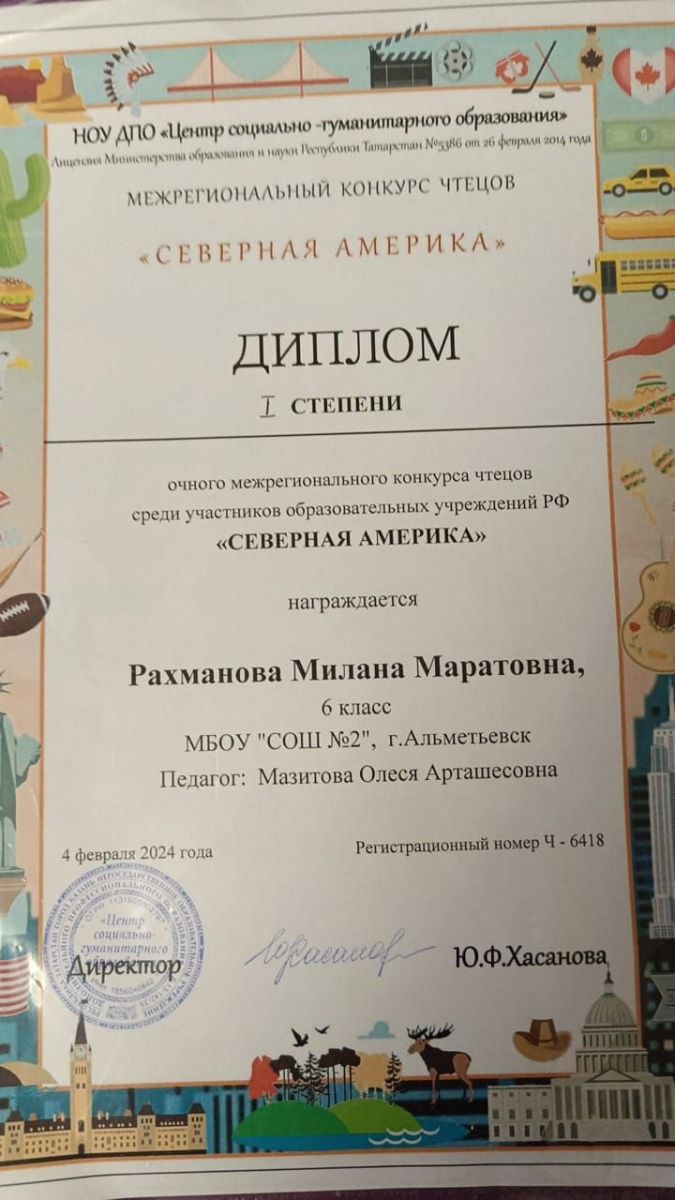 НОУ ДПО «Центр социально -гуманитарного образования»
Лицензия Министерства образования и науки Республики Татарстан №5386 от 26 февраля 2014 года
МЕЖРЕГИОНАЛЬНЫЙ КОНКУРС ЧТЕЦОВ
«СЕВЕРНАЯ АМЕРИКА»
ДИПЛОМ
I СТЕПЕНИ
очного межрегионального конкурса чтецов
среди участников образовательных учреждений РФ
«СЕВЕРНАЯ АМЕРИКА»
награждается
Рахманова Милана Маратовна,
6 класс
МБОУ "СОШ №2", г.Альметьевск
Педагог: Мазитова Олеся Арташесовна
4 февраля 2024 года
Регистрационный номер Ч - 6418
«Центр
социально-
гуманитарного
Директор
Ю.Ф.Хасанова